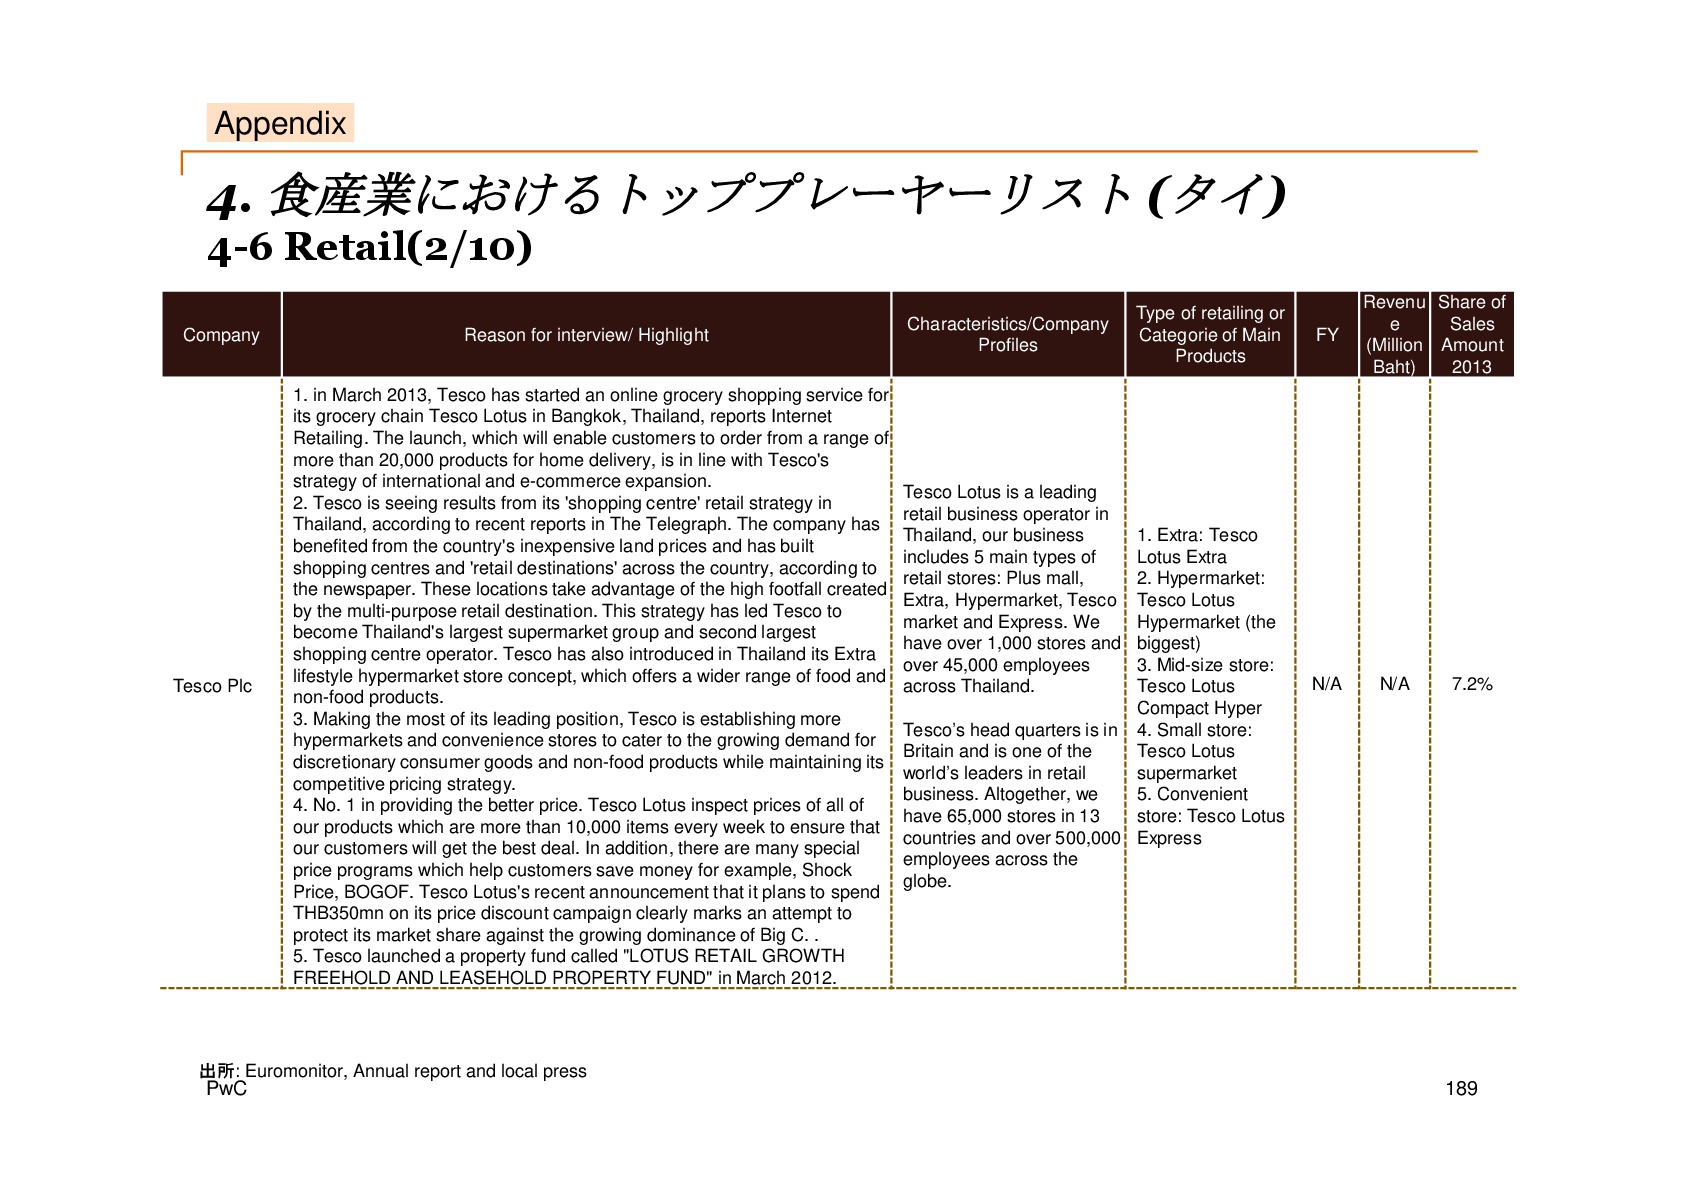 Appendix
4. 食産業におけるトッププレーヤーリスト(タイ)
4-6 Retail(2/10)
Company
Reason for interview/ Highlight
Characteristics/Company
Profiles
Type of retailing or
Categorie of Main
Products
FY
Revenu
e
(Million
Baht)
Share of
Sales
Amount
2013
Tesco Plc
1. in March 2013, Tesco has started an online grocery shopping service for
its grocery chain Tesco Lotus in Bangkok, Thailand, reports Internet
Retailing. The launch, which will enable customers to order from a range of
more than 20,000 products for home delivery, is in line with Tesco's
strategy of international and e-commerce expansion.
2. Tesco is seeing results from its 'shopping centre' retail strategy in
Thailand, according to recent reports in The Telegraph. The company has
benefited from the country's inexpensive land prices and has built
shopping centres and 'retail destinations' across the country, according to
the newspaper. These locations take advantage of the high footfall created
by the multi-purpose retail destination. This strategy has led Tesco to
become Thailand's largest supermarket group and second largest
shopping centre operator. Tesco has also introduced in Thailand its Extra
lifestyle hypermarket store concept, which offers a wider range of food and
non-food products.
3. Making the most of its leading position, Tesco is establishing more
hypermarkets and convenience stores to cater to the growing demand for
discretionary consumer goods and non-food products while maintaining its
competitive pricing strategy.
4. No. 1 in providing the better price. Tesco Lotus inspect prices of all of
our products which are more than 10,000 items every week to ensure that
our customers will get the best deal. In addition, there are many special
price programs which help customers save money for example, Shock
Price, BOGOF. Tesco Lotus's recent announcement that it plans to spend
THB350mn on its price discount campaign clearly marks an attempt to
protect its market share against the growing dominance of Big C. .
5. Tesco launched a property fund called "LOTUS RETAIL GROWTH
FREEHOLD AND LEASEHOLD PROPERTY FUND" in March 2012.
Tesco Lotus is a leading
retail business operator in
Thailand, our business
includes 5 main types of
retail stores: Plus mall,
Extra, Hypermarket, Tesco
market and Express. We
have over 1,000 stores and
over 45,000 employees
across Thailand.
Tesco’s head quarters is in
Britain and is one of the
world’s leaders in retail
business. Altogether, we
have 65,000 stores in 13
countries and over 500,000
employees across the
globe.
1. Extra: Tesco
Lotus Extra
2. Hypermarket:
Tesco Lotus
Hypermarket (the
biggest)
3. Mid-size store:
Tesco Lotus
Compact Hyper
4. Small store:
Tesco Lotus
supermarket
5. Convenient
store: Tesco Lotus
Express
N/A
N/A
7.2%
出所: Euromonitor, Annual report and local press
PwC
189